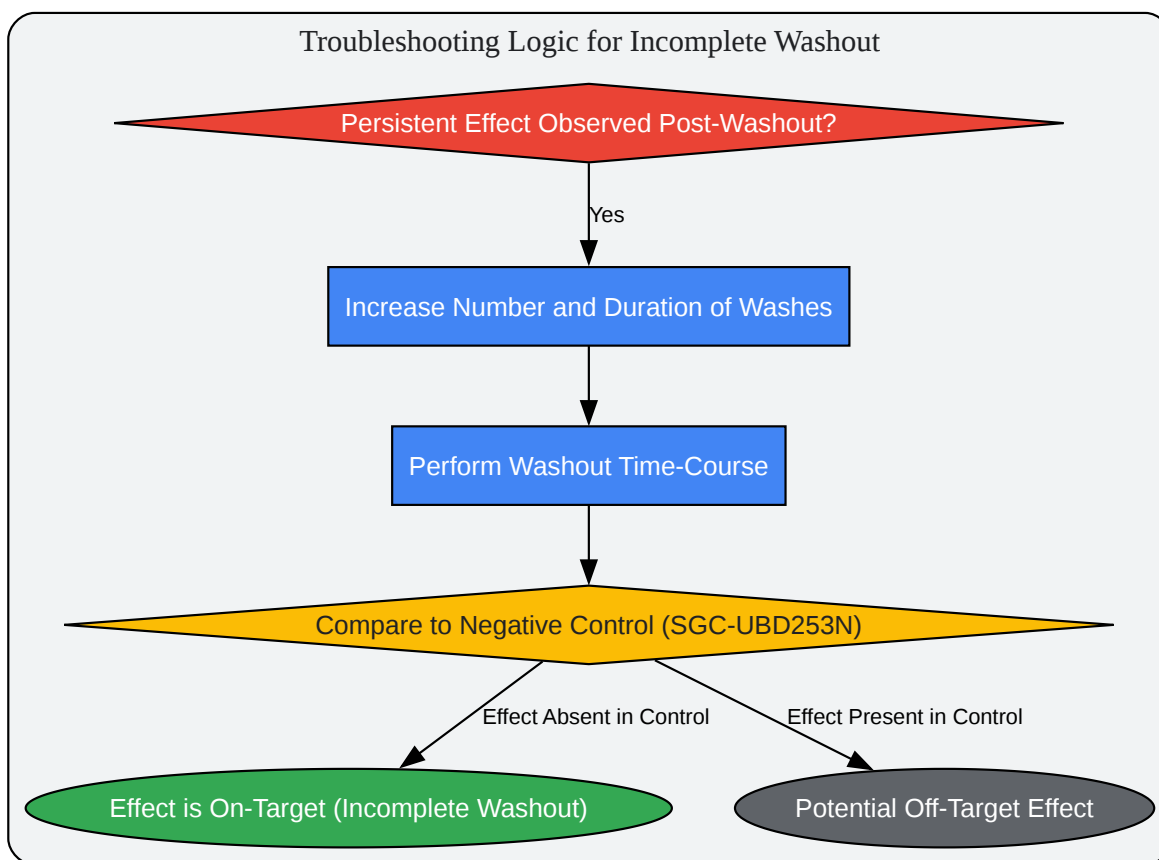 Troubleshooting Logic for Incomplete Washout
Persistent Effect Observed Post-Washout?
Yes
Increase Number and Duration of Washes
Perform Washout Time-Course
Compare to Negative Control (SGC-UBD253N)
Effect Absent in Control
Effect Present in Control
Effect is On-Target (Incomplete Washout)
Potential Off-Target Effect